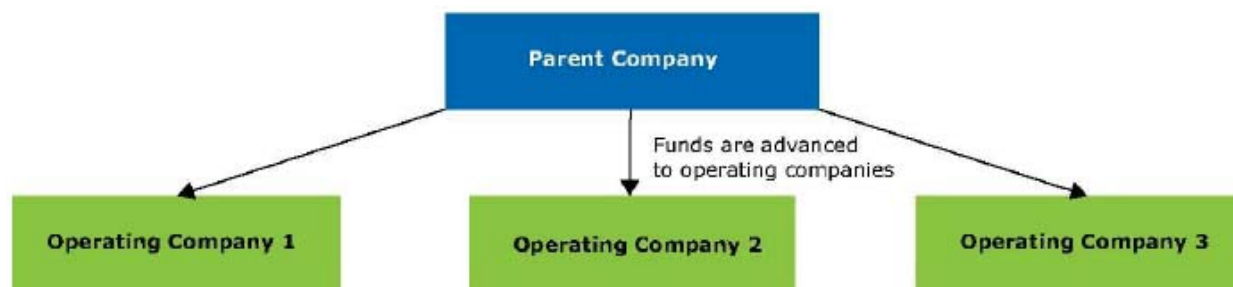 Parent Company
Funds are advanced
to operating companies
Operating Company 1
Operating Company 2
Operating Company 3